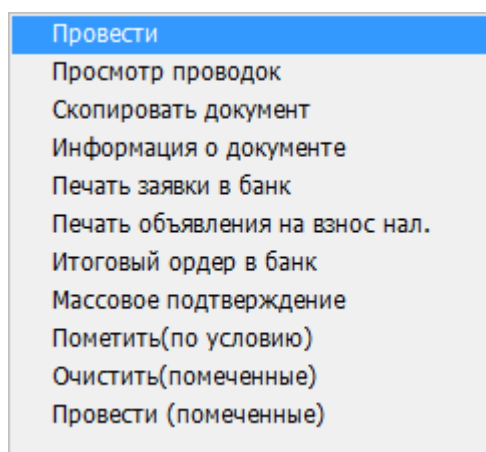 Провести
Просмотр проводок
Скопировать документ
Информация о документе
Печать заявки в банк
Печать объявления на взнос нал.
Итоговый ордер в банк
Массовое подтверждение
Пометить(по условию)
Очистить(помеченные)
Провести (помеченные)